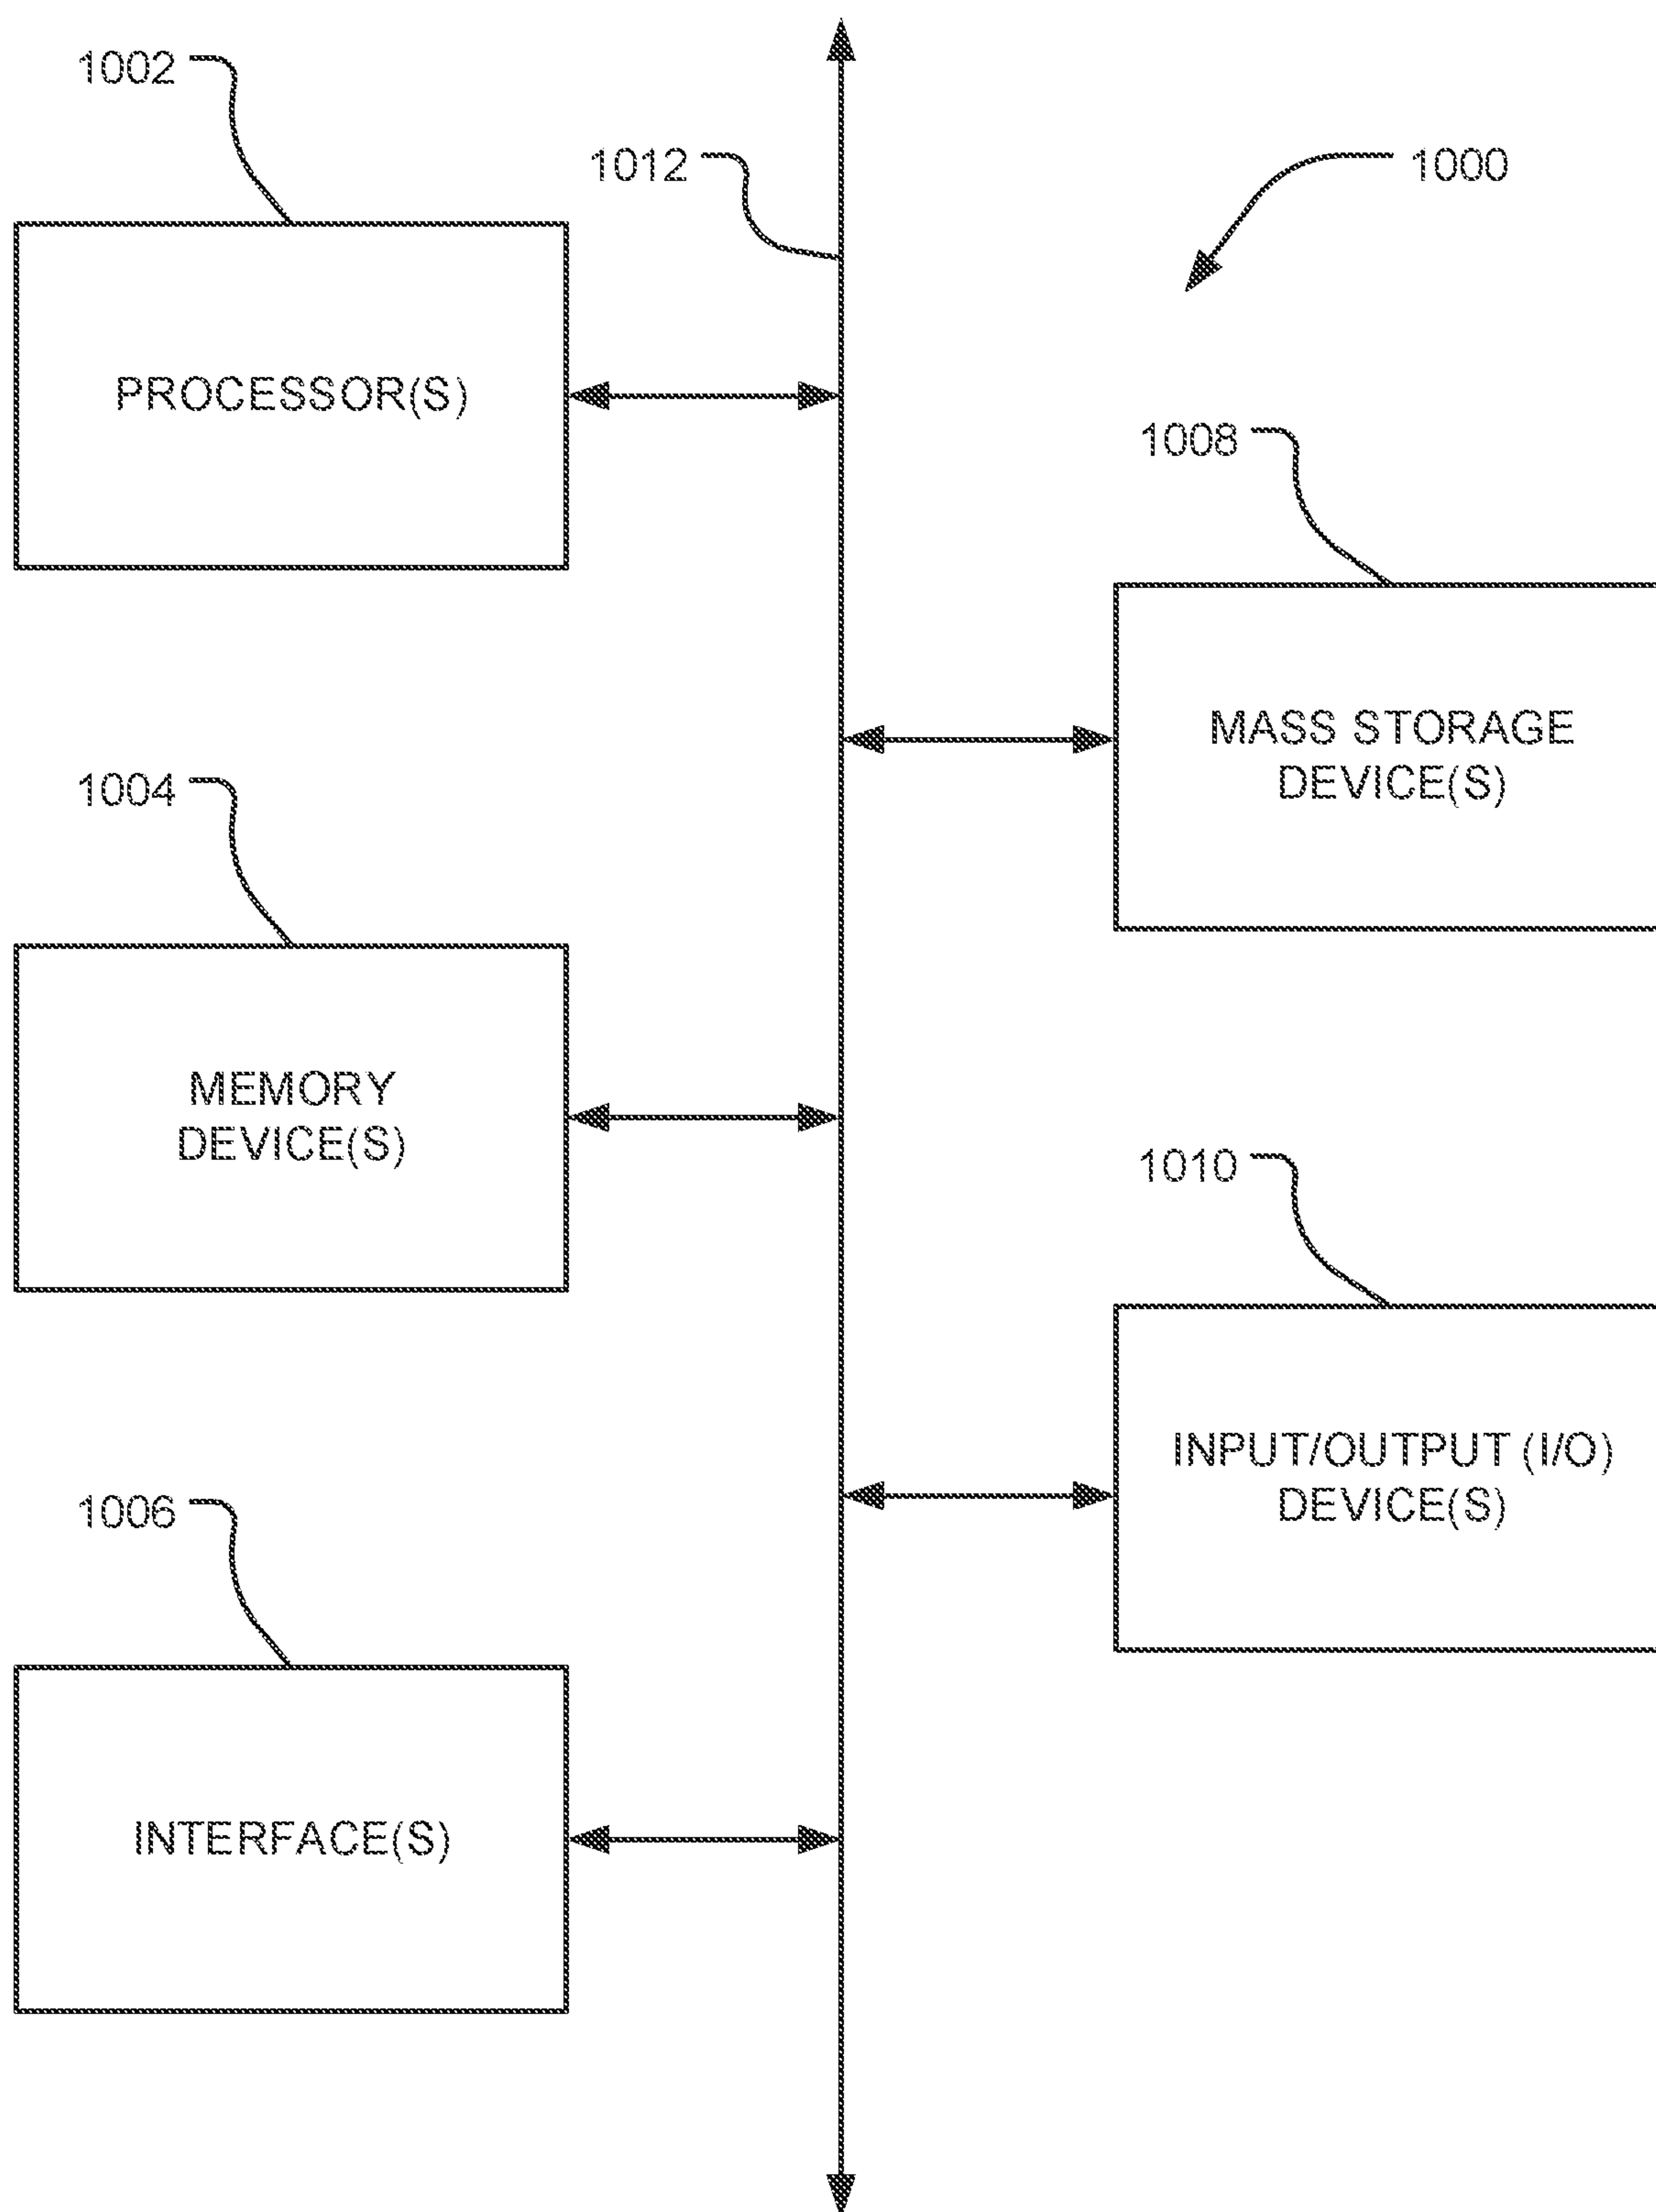 1002
1012
1000
PROCESSOR(S)
1008
MASS STORAGE
DEVICE(S)
1004
MEMORY
DEVICE(S)
1010
INPUT/OUTPUT (I/O)
DEVICE(S)
1006
INTERFACE(S)